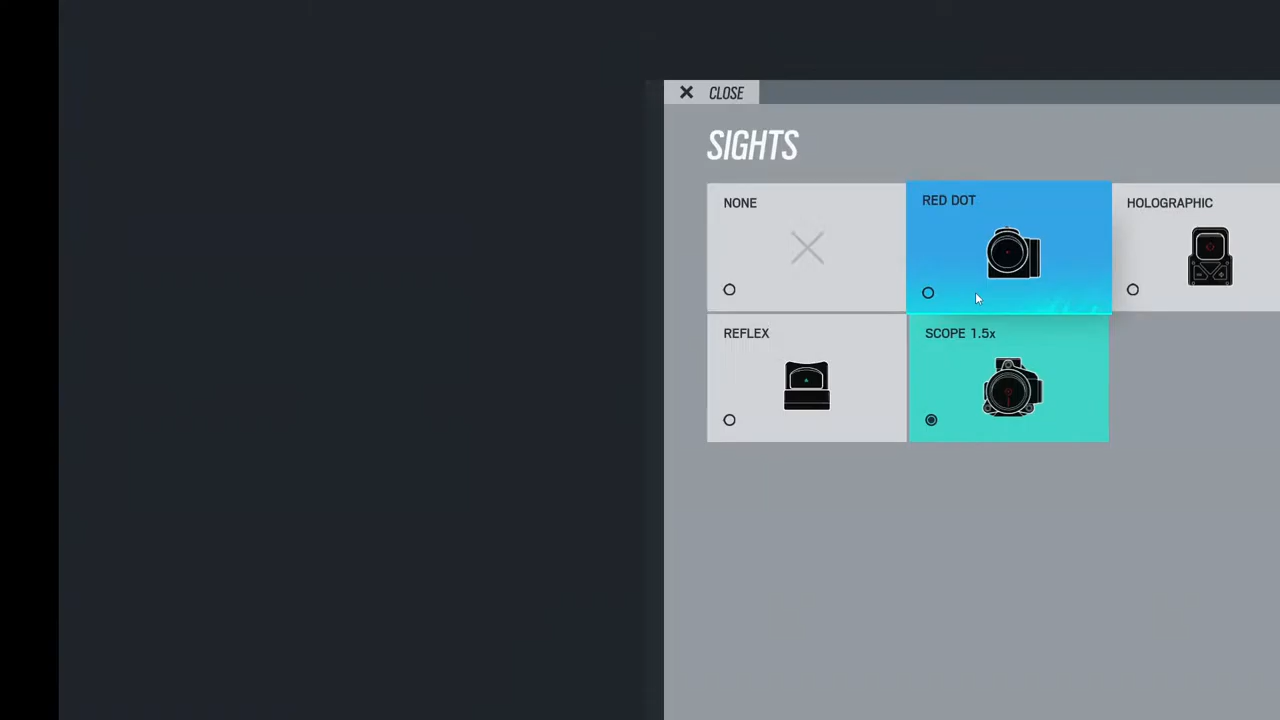 CLOSE
SIGHTS
NONE
RED DOT
HOLOGRAPHIC
REFLEX
SCOPE 1.5x